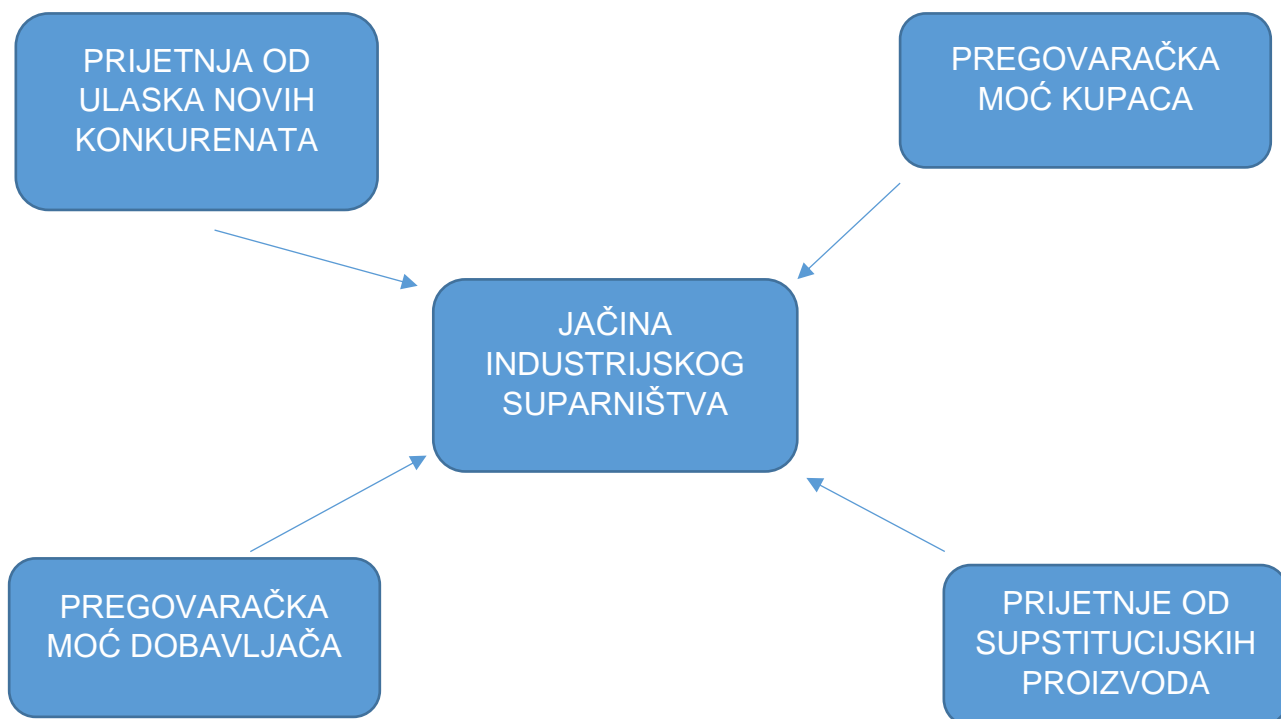 PRIJETNJA OD
ULASKA NOVIH
KONKURENATA
PREGOVARAČKA
MOĆ KUPACA
JAČINA
INDUSTRIJSKOG
SUPARNIŠTVA
PREGOVARAČKA
MOĆ DOBAVLJAČA
PRIJETNJE OD
SUPSTITUCIJSKIH
PROIZVODA